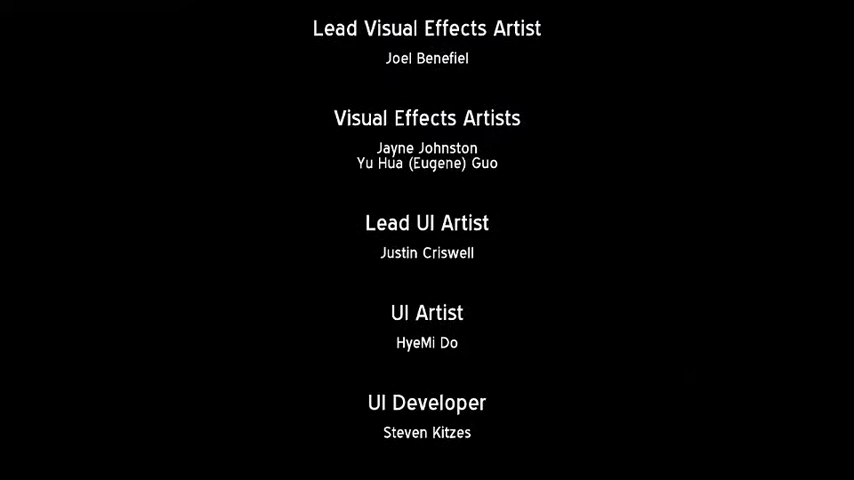 Lead Visual Effects Artist
Joel Benefiel
Visual Effects Artists
Jayne Johnston
Yu Hua (Eugene) Guo
Lead UI Artist
Justin Criswell
UI Artist
HyeMi Do
UI Developer
Steven Kitzes